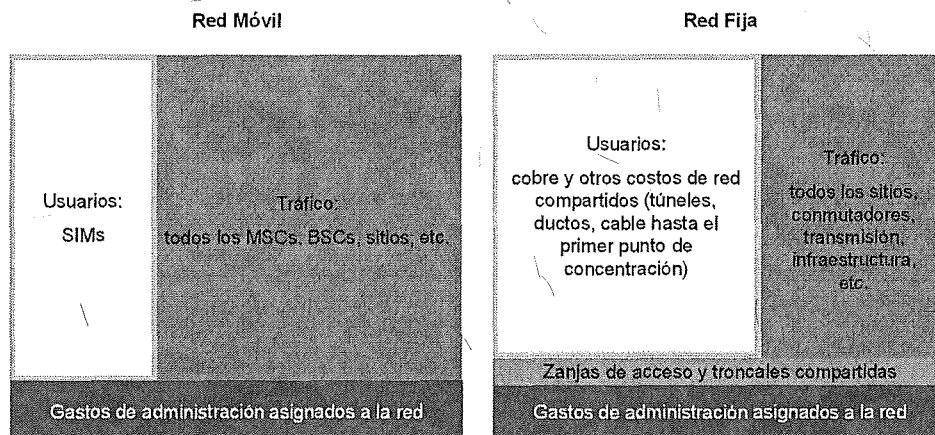 Red Móvil
Usuarios:
SIMs
Tráfico:
todos los MSCs, BSCs, sitios, etc.
Gastos de administración asignados a la red
Red Fija
Usuarios:
cobre y otros costos de red
compartidos (túneles,
ductos, cable hasta el
primer punto de
concentración)
Tráfico:
todos los sitios,
conmutadores,
transmisión,
infraestructura,
etc.
Zanjas de acceso y troncales compartidas
Gastos de administración asignados a la red